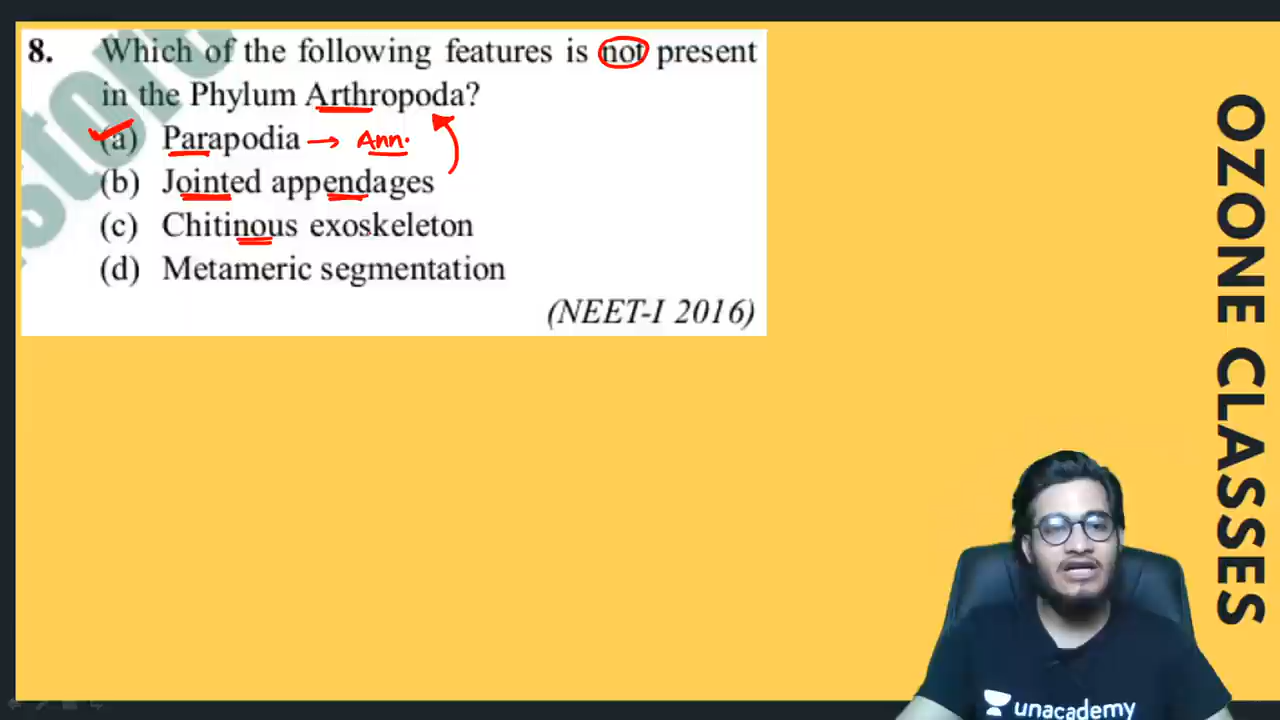 8. Which of the following features is not present
in the Phylum Arthropoda?
(a) Parapodia → Ann.
(b) Jointed appendages
(c) Chitinous exoskeleton
(d) Metameric segmentation
(NEET-I 2016)
OZONE CLASSES
unacademy